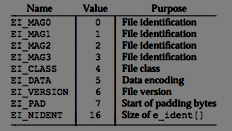 Name Value Purpose
EI_MAG0 0 File identification
EI_MAG1 1 File identification
EI_MAG2 2 File identification
EI_MAG3 3 File identification
EI_CLASS 4 File class
EI_DATA 5 Data encoding
EI_VERSION 6 File version
EI_PAD 7 Start of padding bytes
EI_NIDENT 16 Size of e_ident[]